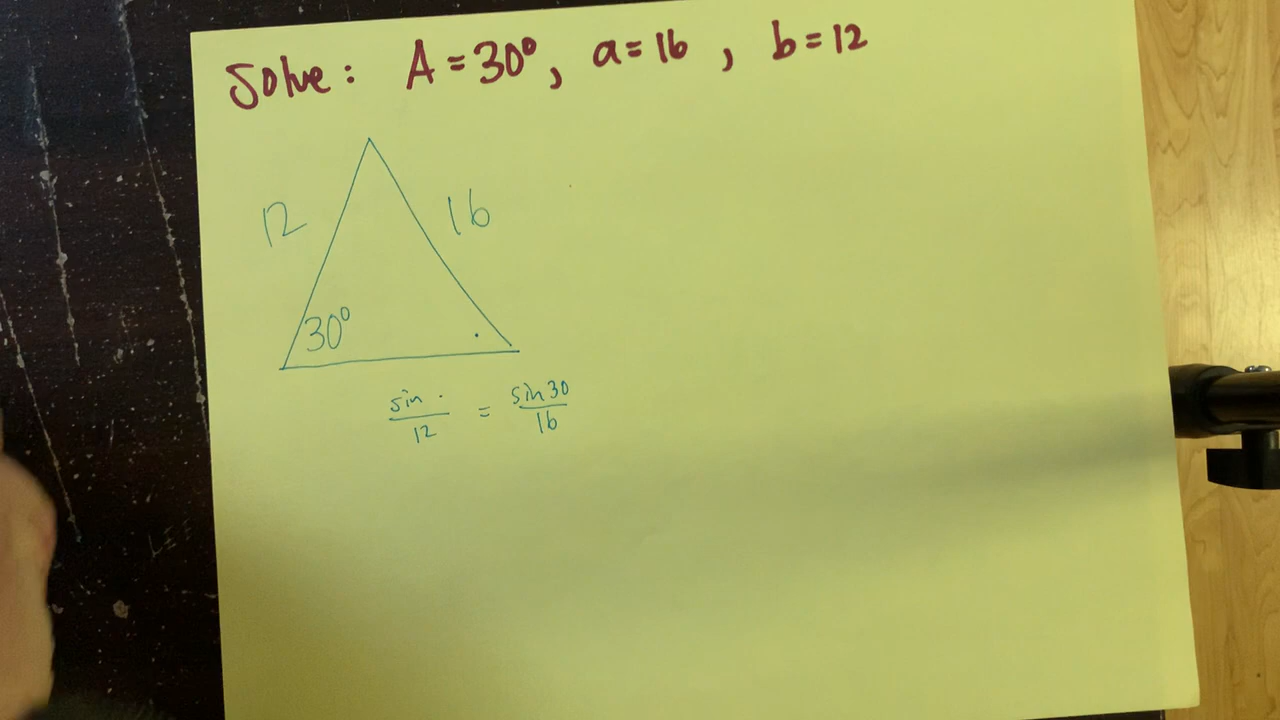 Solve: A = 30°, a = 16, b = 12
12
16
30°
sin · / 12 = sin 30 / 16